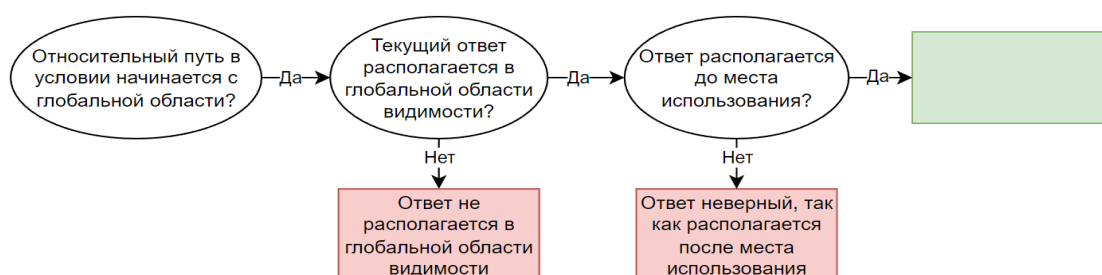 Относительный путь в
условии начинается с
глобальной области?
Да
Текущий ответ
располагается в
глобальной области
видимости?
Да
Ответ располагается
до места
использования?
Да
Нет
Нет
Ответ не
располагается в
глобальной области
видимости
Ответ неверный, так
как располагается
после места
использования